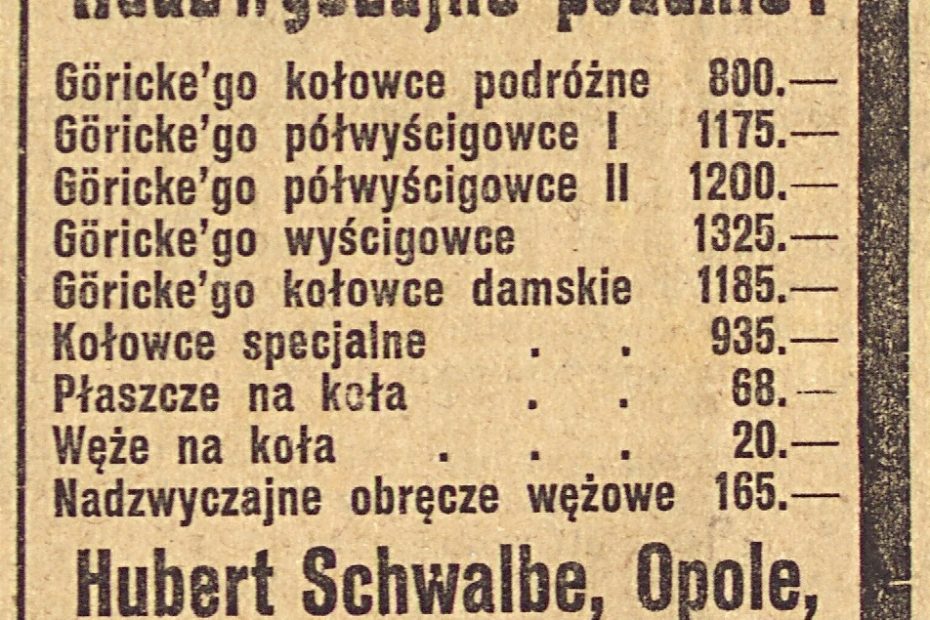 Göricke'go kołowce podróżne 800.—
Göricke'go półwyścigowce I 1175.—
Göricke'go półwyścigowce II 1200.—
Göricke'go wyścigowce 1325.—
Göricke'go kołowce damskie 1185.—
Kołowce specjalne . . 935.—
Płaszcze na koła . . 68.—
Węże na koła . . . 20.—
Nadzwyczajne obręcze wężowe 165.—
Hubert Schwalbe, Opole,